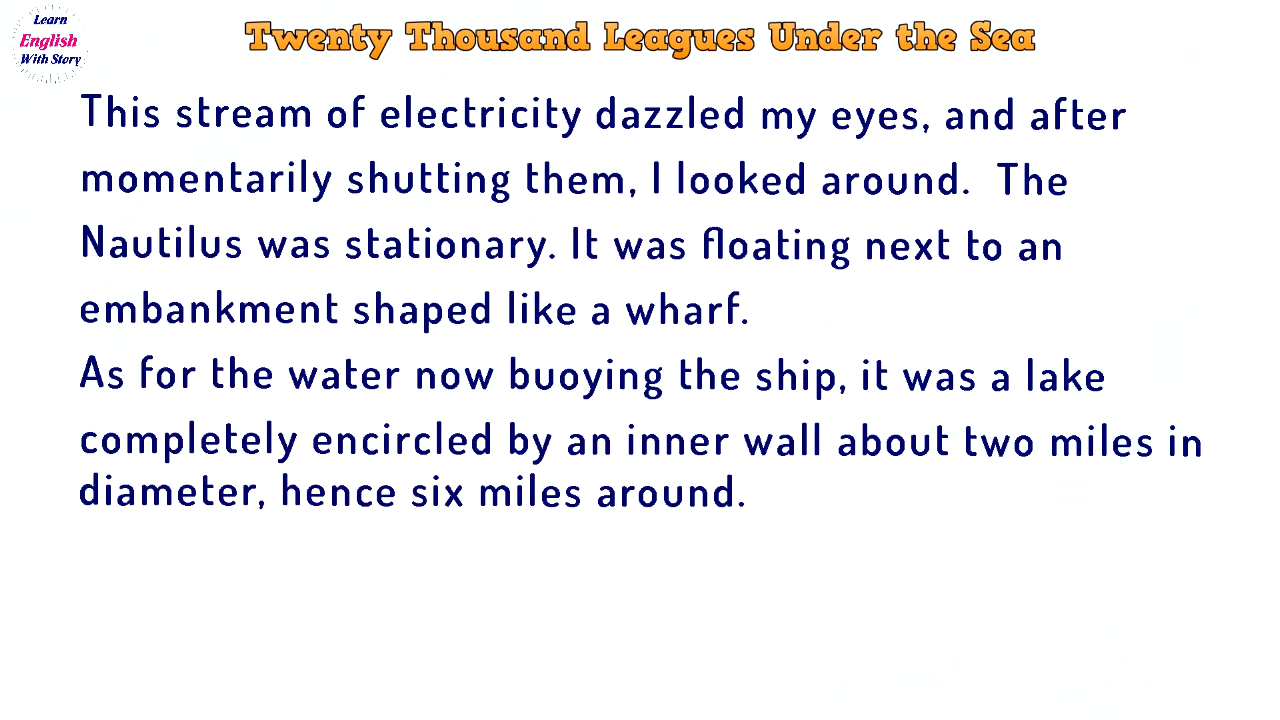 Learn
English
With Story
Twenty Thousand Leagues Under the Sea
This stream of electricity dazzled my eyes, and after
momentarily shutting them, I looked around.  The
Nautilus was stationary. It was floating next to an
embankment shaped like a wharf.
As for the water now buoying the ship, it was a lake
completely encircled by an inner wall about two miles in
diameter, hence six miles around.